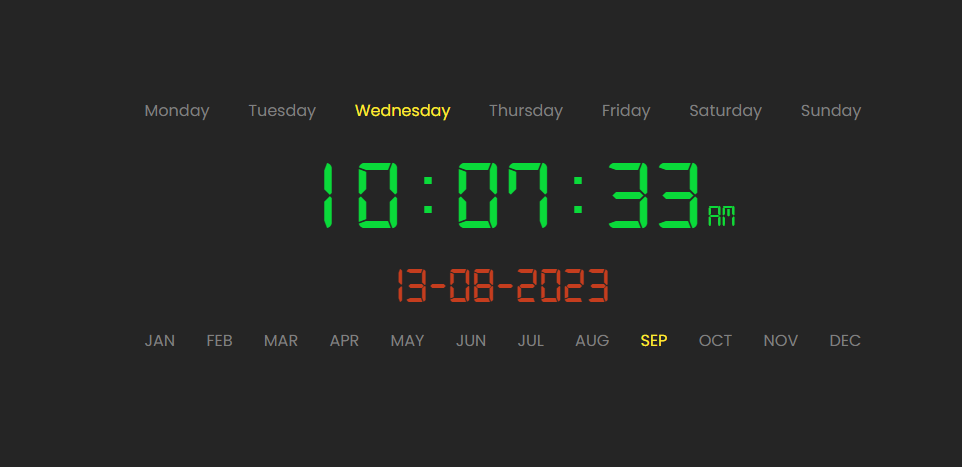 Monday Tuesday Wednesday Thursday Friday Saturday Sunday
10:07:33 AM
13-08-2023
JAN FEB MAR APR MAY JUN JUL AUG SEP OCT NOV DEC